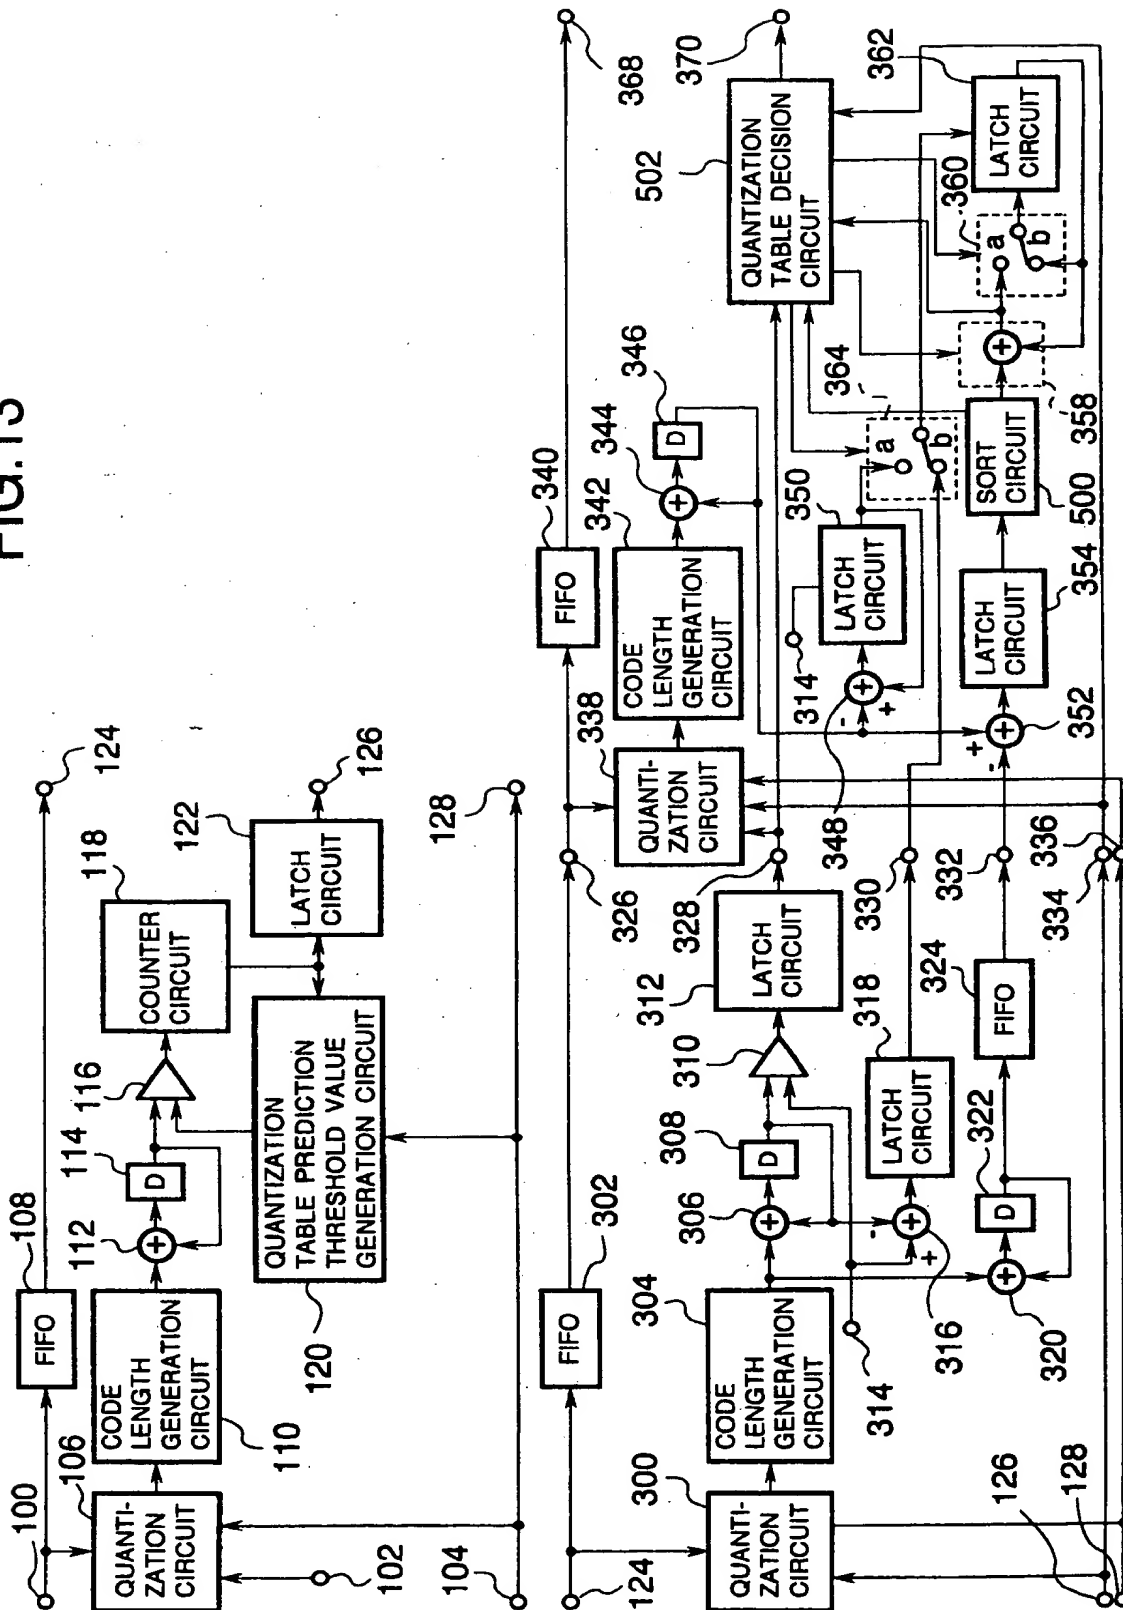 FIG.13
100
106
108
FIFO
QUANTI-
ZATION
CIRCUIT
102
104
110
CODE
LENGTH
GENERATION
CIRCUIT
112
114
D
116
118
COUNTER
CIRCUIT
120
QUANTIZATION
TABLE PREDICTION
THRESHOLD VALUE
GENERATION CIRCUIT
122
LATCH
CIRCUIT
124
126
128
124
300
QUANTI-
ZATION
CIRCUIT
126
128
302
FIFO
304
CODE
LENGTH
GENERATION
CIRCUIT
306
308
D
310
312
LATCH
CIRCUIT
314
316
+
-
318
LATCH
CIRCUIT
320
322
D
324
FIFO
326
328
330
332
334
336
338
QUANTI-
ZATION
CIRCUIT
340
FIFO
342
CODE
LENGTH
GENERATION
CIRCUIT
344
346
D
348
-
+
314
350
LATCH
CIRCUIT
352
+
-
354
LATCH
CIRCUIT
364
a
b
500
SORT
CIRCUIT
358
360
a
b
362
LATCH
CIRCUIT
502
QUANTIZATION
TABLE DECISION
CIRCUIT
368
370